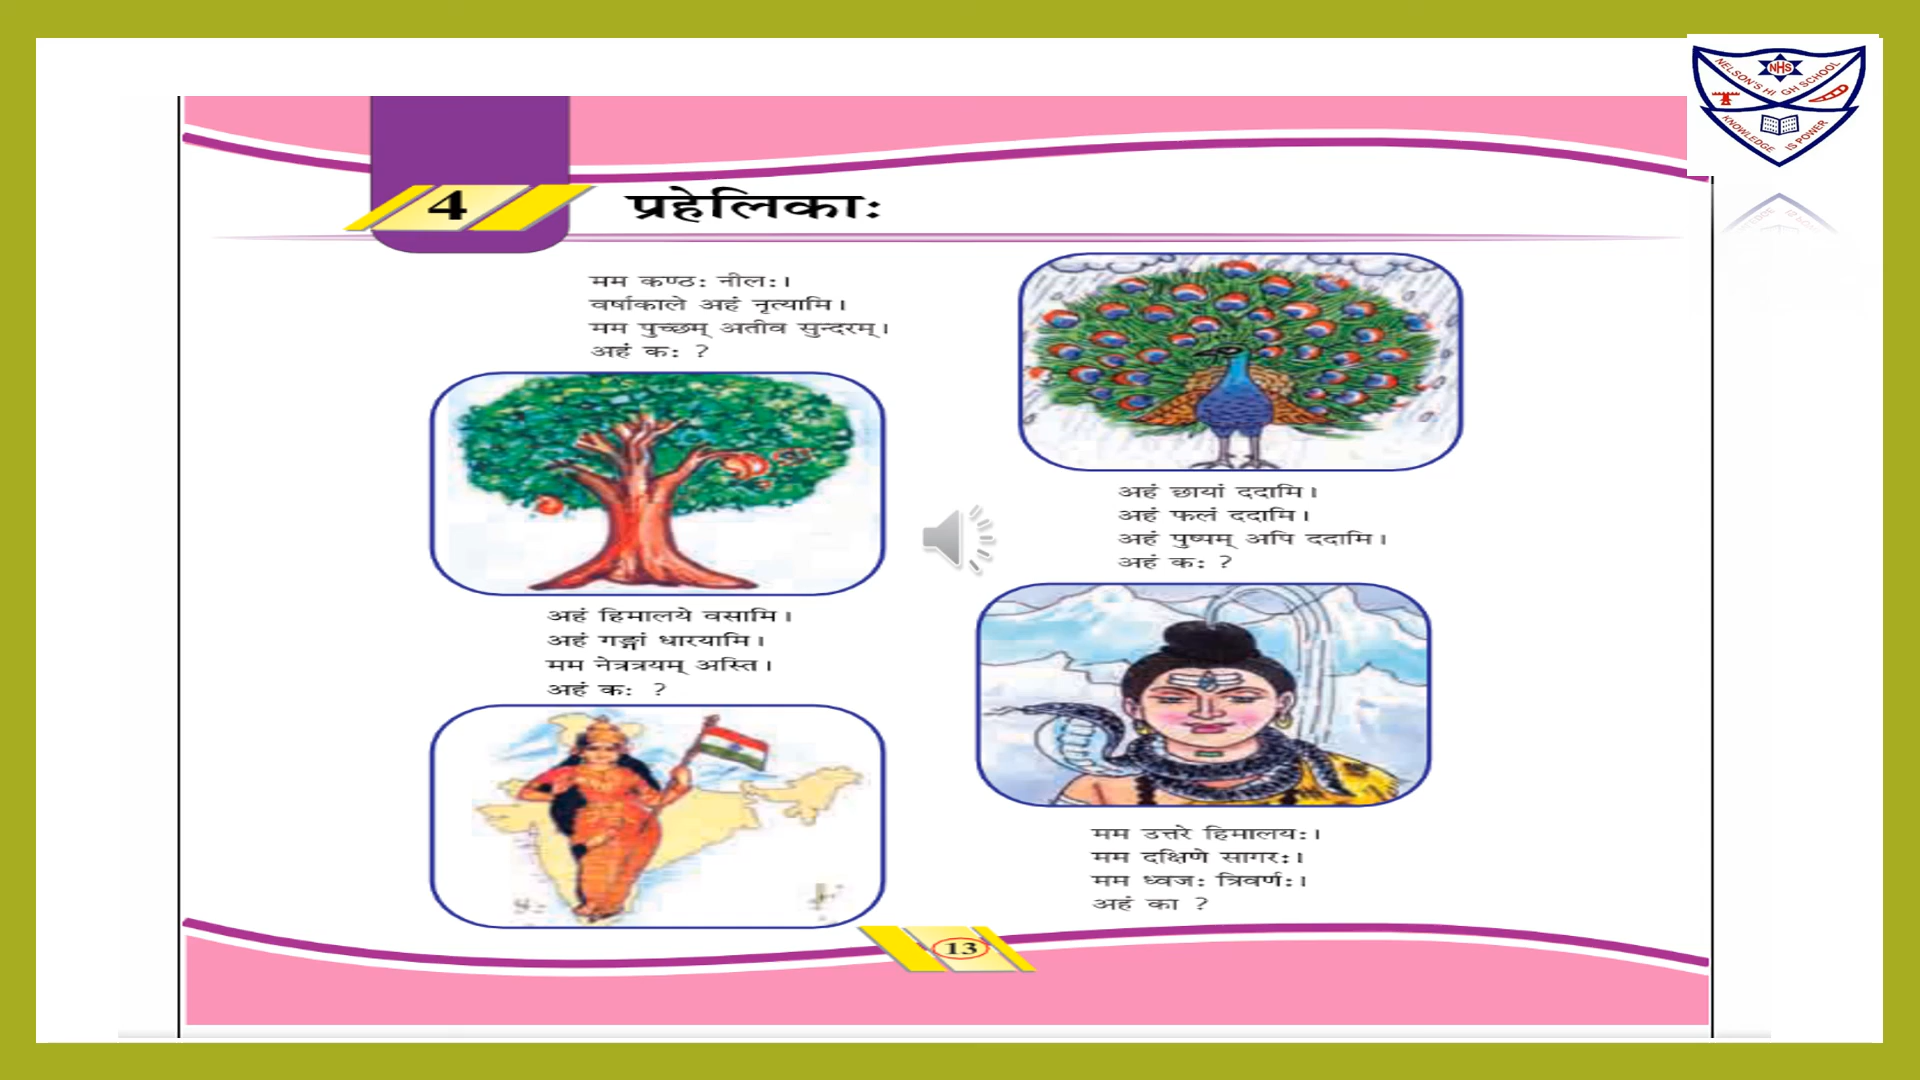 NELSON'S HI GH SCHOOL
NHS
KNOWLEDGE IS POWER
4 प्रहेलिकाः
मम कण्ठः नीलः।
वर्षाकाले अहं नृत्यामि।
मम पुच्छम् अतीव सुन्दरम्।
अहं कः ?
अहं छायां ददामि।
अहं फलं ददामि।
अहं पुष्पम् अपि ददामि।
अहं कः ?
अहं हिमालये वसामि।
अहं गङ्गां धारयामि।
मम नेत्रत्रयम् अस्ति।
अहं कः ?
मम उत्तरे हिमालयः।
मम दक्षिणे सागरः।
मम ध्वजः त्रिवर्णः।
अहं का ?
13